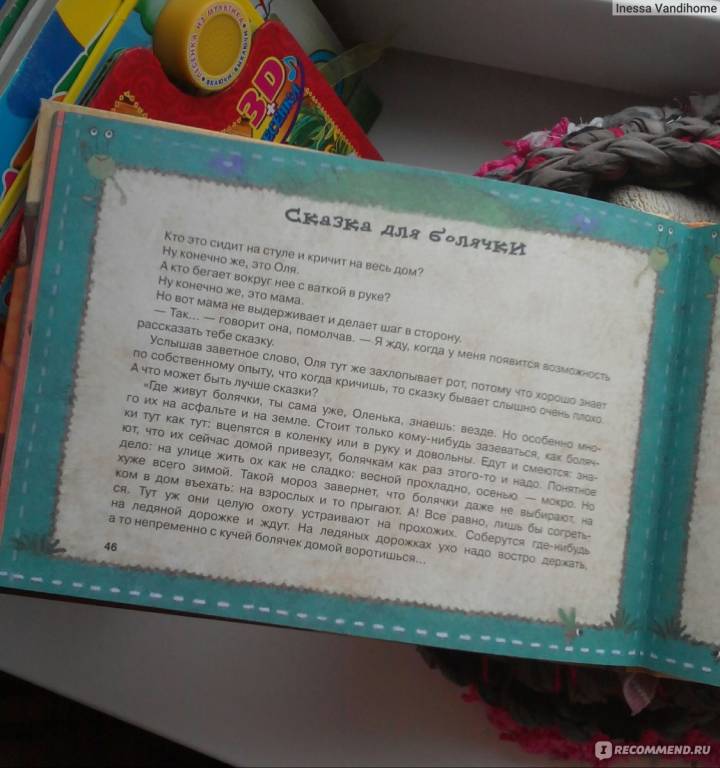 Inessa Vandihome
ПЕСЕНКА ИЗ МУЛЬТИКА
3D+
Сказка для болячки
Кто это сидит на стуле и кричит на весь дом?
Ну конечно же, это Оля.
А кто бегает вокруг нее с ваткой в руке?
Ну конечно же, это мама.
Но вот мама не выдерживает и делает шаг в сторону.
— Так... — говорит она, помолчав. — Я жду, когда у меня появится возможность
рассказать тебе сказку.
Услышав заветное слово, Оля тут же захлопывает рот, потому что хорошо знает
по собственному опыту, что когда кричишь, то сказку бывает слышно очень плохо.
А что может быть лучше сказки?
«Где живут болячки, ты сама уже, Оленька, знаешь: везде. Но особенно мно-
го их на асфальте и на земле. Стоит только кому-нибудь зазеваться, как боляч-
ки тут как тут: вцепятся в коленку или в руку и довольны. Едут и смеются: зна-
ют, что их сейчас домой привезут, болячкам как раз этого-то и надо. Понятное
дело: на улице жить ох как не сладко: весной прохладно, осенью — мокро. Но
хуже всего зимой. Такой мороз завернет, что болячки даже не выбирают, на
ком в дом въехать: на взрослых и то прыгают. А! Все равно, лишь бы согреть-
ся. Тут уж они целую охоту устраивают на прохожих. Соберутся где-нибудь
на ледяной дорожке и ждут. На ледяных дорожках ухо надо востро держать,
а то непременно с кучей болячек домой воротишься...
46
RECOMMEND.RU